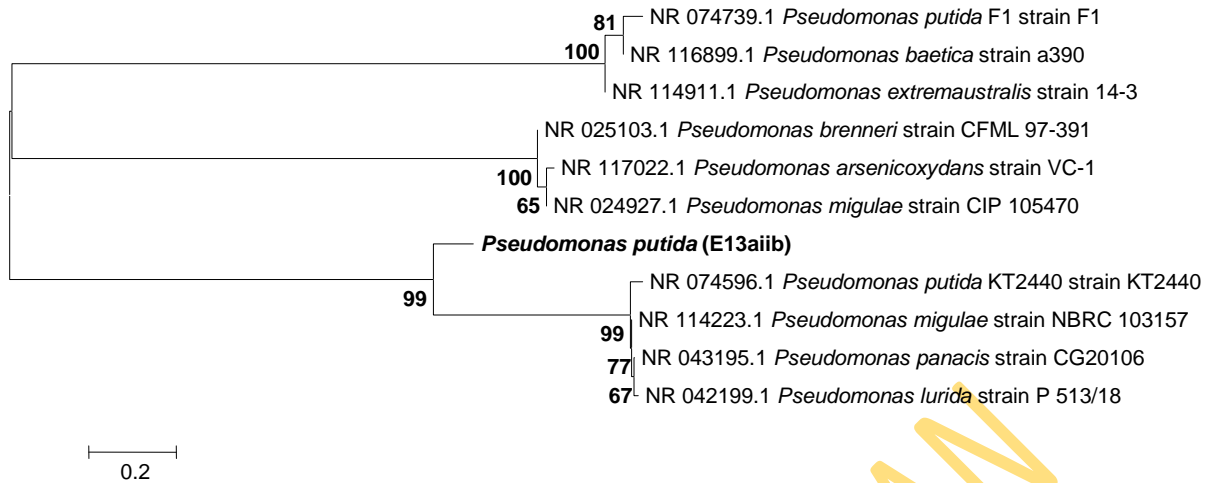 NR 074739.1 Pseudomonas putida F1 strain F1
81
NR 116899.1 Pseudomonas baetica strain a390
100
NR 114911.1 Pseudomonas extremaustralis strain 14-3
NR 025103.1 Pseudomonas brenneri strain CFML 97-391
NR 117022.1 Pseudomonas arsenicoxydans strain VC-1
100
65 NR 024927.1 Pseudomonas migulae strain CIP 105470
Pseudomonas putida (E13aiib)
NR 074596.1 Pseudomonas putida KT2440 strain KT2440
99
NR 114223.1 Pseudomonas migulae strain NBRC 103157
99
NR 043195.1 Pseudomonas panacis strain CG20106
77
67 NR 042199.1 Pseudomonas lurida strain P 513/18
0.2